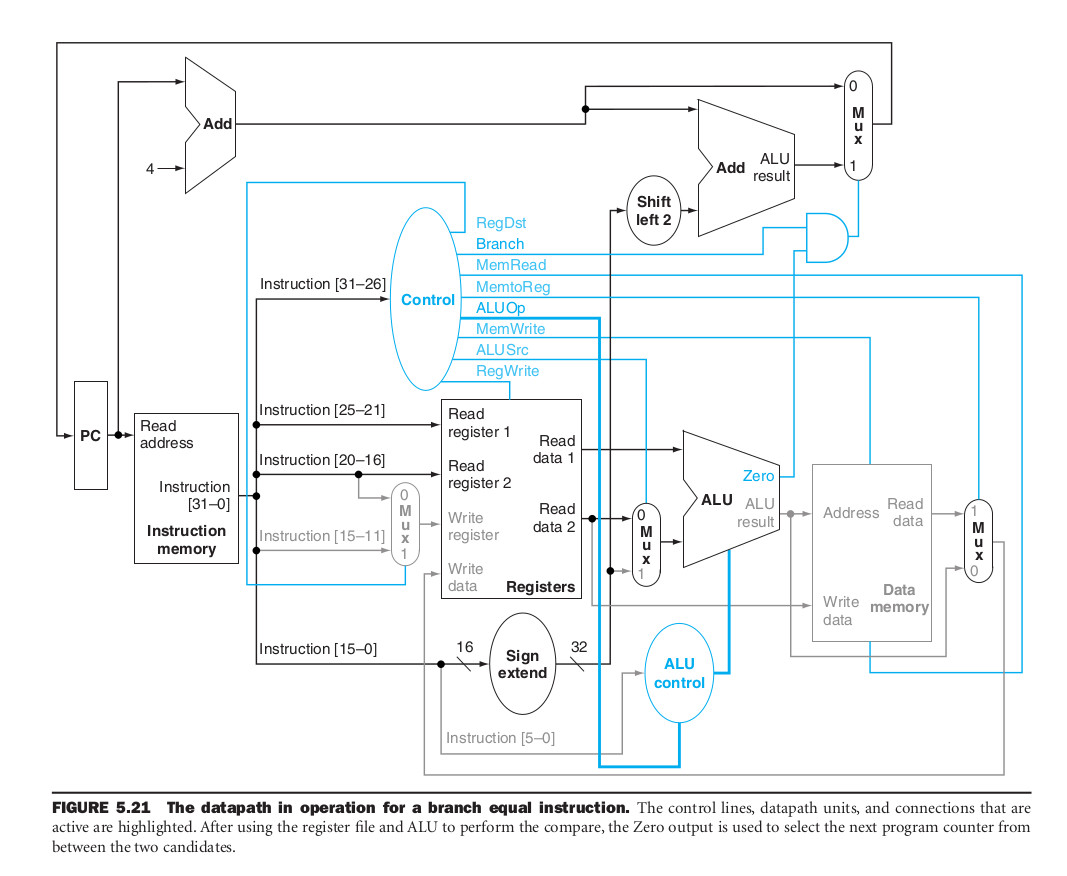 0
M
u
x
1
Add
4
Add
ALU
result
Shift
left 2
RegDst
Branch
MemRead
MemtoReg
ALUOp
MemWrite
ALUSrc
RegWrite
Control
Instruction [31–26]
Instruction [25–21]
Instruction [20–16]
Instruction [15–11]
Instruction [15–0]
Instruction [5–0]
PC
Read
address
Instruction
[31–0]
Instruction
memory
0
M
u
x
1
Read
register 1
Read
register 2
Write
register
Write
data
Read
data 1
Read
data 2
Registers
16
Sign
extend
32
0
M
u
x
1
Zero
ALU
ALU
result
ALU
control
Address
Read
data
Write
data
Data
memory
1
M
u
x
0
FIGURE 5.21 The datapath in operation for a branch equal instruction. The control lines, datapath units, and connections that are
active are highlighted. After using the register file and ALU to perform the compare, the Zero output is used to select the next program counter from
between the two candidates.